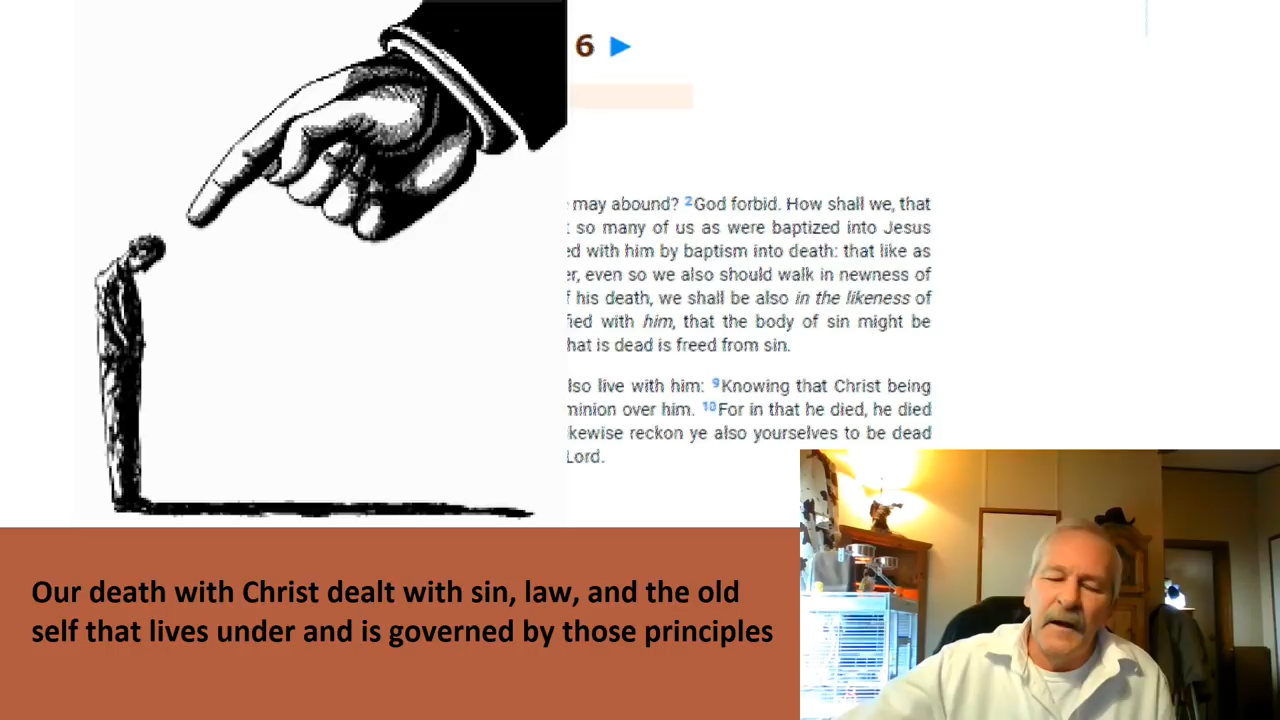 6
may abound? 2God forbid. How shall we, that
so many of us as were baptized into Jesus
ed with him by baptism into death: that like as
er, even so we also should walk in newness of
f his death, we shall be also in the likeness of
fied with him, that the body of sin might be
hat is dead is freed from sin.
lso live with him: 9Knowing that Christ being
minion over him. 10For in that he died, he died
ikewise reckon ye also yourselves to be dead
Lord.
Our death with Christ dealt with sin, law, and the old
self that lives under and is governed by those principles